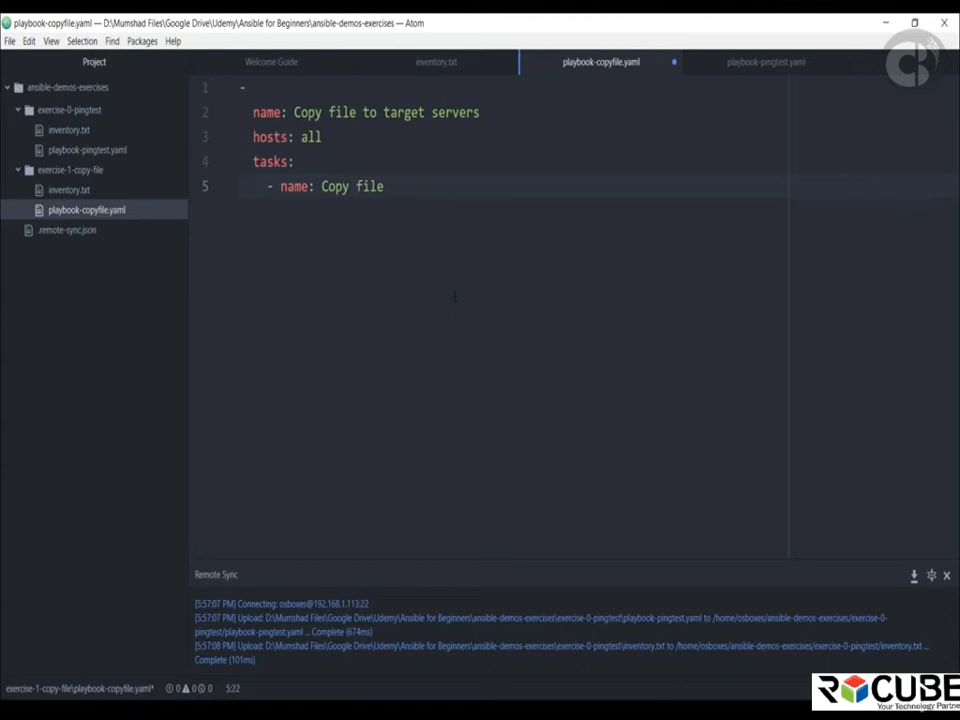 playbook-copyfile.yaml — D:\Mumshad Files\Google Drive\Udemy\Ansible for Beginners\ansible-demos-exercises — Atom
File Edit View Selection Find Packages Help
Project
Welcome Guide
inventory.txt
playbook-copyfile.yaml
playbook-pingtest.yaml
ansible-demos-exercises
exercise-0-pingtest
inventory.txt
playbook-pingtest.yaml
exercise-1-copy-file
inventory.txt
playbook-copyfile.yaml
.remote-sync.json
1 -
2 name: Copy file to target servers
3 hosts: all
4 tasks:
5 - name: Copy file
Remote Sync
[5:57:07 PM] Connecting: osboxes@192.168.1.113:22
[5:57:07 PM] Upload: D:\Mumshad Files\Google Drive\Udemy\Ansible for Beginners\ansible-demos-exercises\exercise-0-pingtest\playbook-pingtest.yaml to /home/osboxes/ansible-demos-exercises/exercise-0-
pingtest/playbook-pingtest.yaml ... Complete (674ms)
[5:57:08 PM] Upload: D:\Mumshad Files\Google Drive\Udemy\Ansible for Beginners\ansible-demos-exercises\exercise-0-pingtest\inventory.txt to /home/osboxes/ansible-demos-exercises/exercise-0-pingtest/inventory.txt ...
Complete (101ms)
exercise-1-copy-file\playbook-copyfile.yaml* 0 0 0 5:22
RCUBE
Your Technology Partne